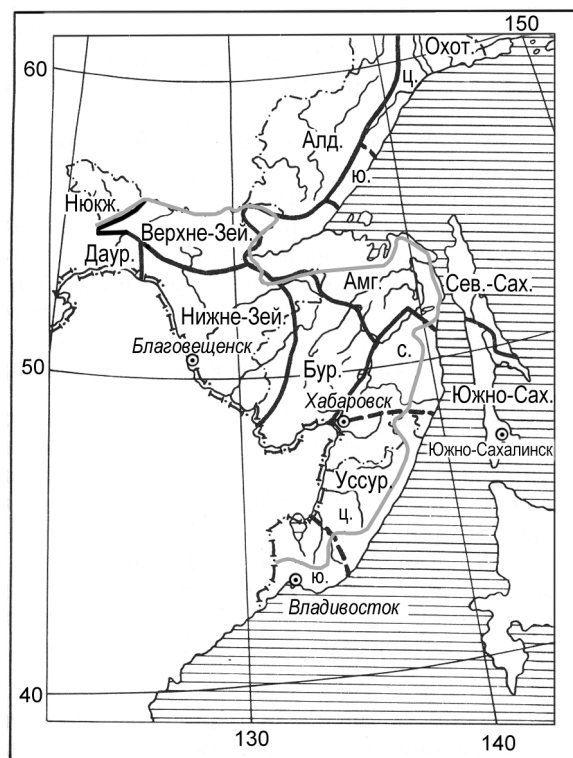 150
Охот.
60
ц.
Алд.
ю.
Нюкж.
Верхне-Зей.
Даур.
Амг.
Сев.-Сах.
Нижне-Зей.
Благовещенск
с.
50
Бур.
Хабаровск
Южно-Сах.
Южно-Сахалинск
Уссур.
ц.
ю.
Владивосток
40
130
140